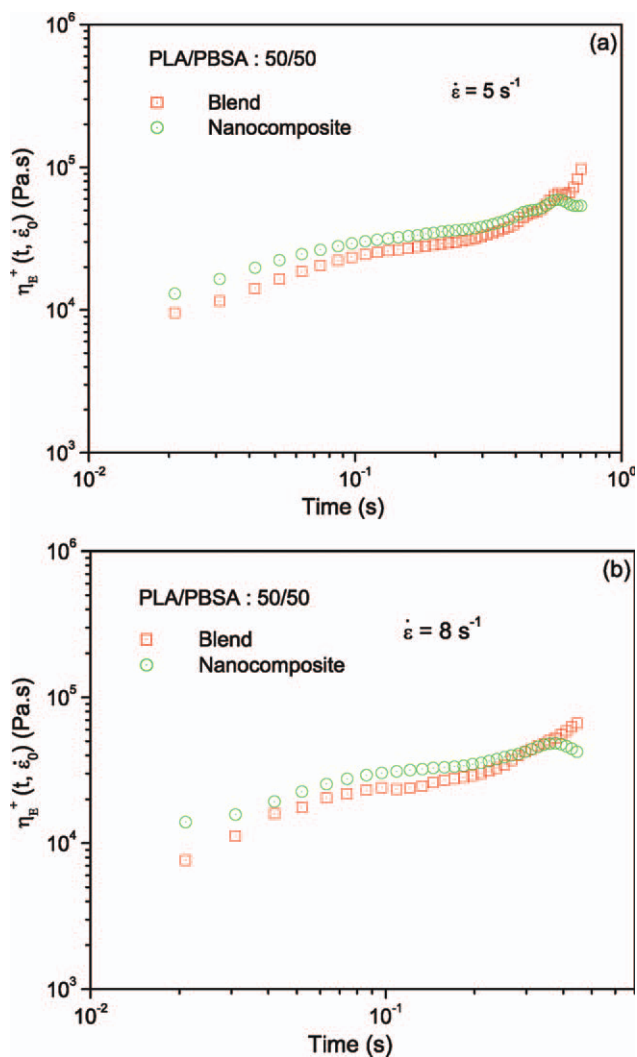 (a)
PLA/PBSA : 50/50
ε̇ = 5 s⁻¹
Blend
Nanocomposite
10⁶
10⁵
10⁴
10³
η_E⁺ (t, ε̇₀) (Pa.s)
10⁻² 10⁻¹ 10⁰
Time (s)
(b)
PLA/PBSA : 50/50
ε̇ = 8 s⁻¹
Blend
Nanocomposite
10⁶
10⁵
10⁴
10³
η_E⁺ (t, ε̇₀) (Pa.s)
10⁻² 10⁻¹
Time (s)